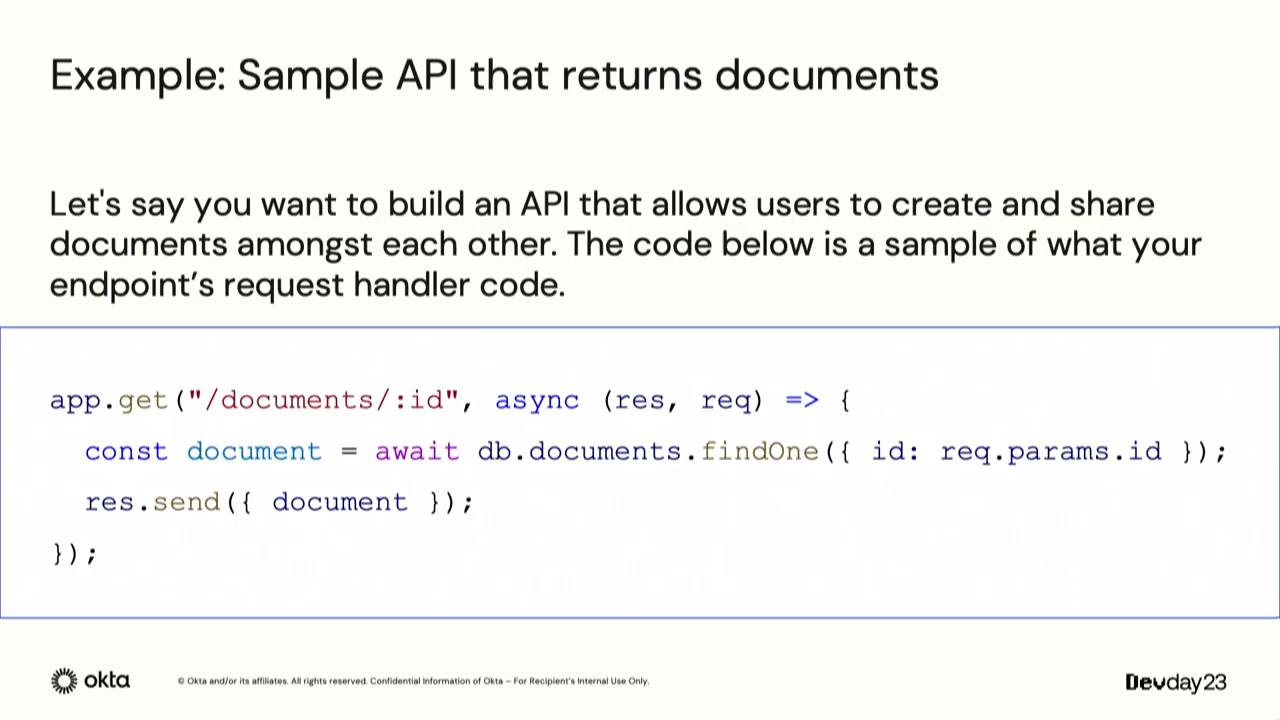 Example: Sample API that returns documents
Let's say you want to build an API that allows users to create and share
documents amongst each other. The code below is a sample of what your
endpoint’s request handler code.
app.get("/documents/:id", async (res, req) => {
  const document = await db.documents.findOne({ id: req.params.id });
  res.send({ document });
});
okta
© Okta and/or its affiliates. All rights reserved. Confidential Information of Okta – For Recipient's Internal Use Only.
Devday23